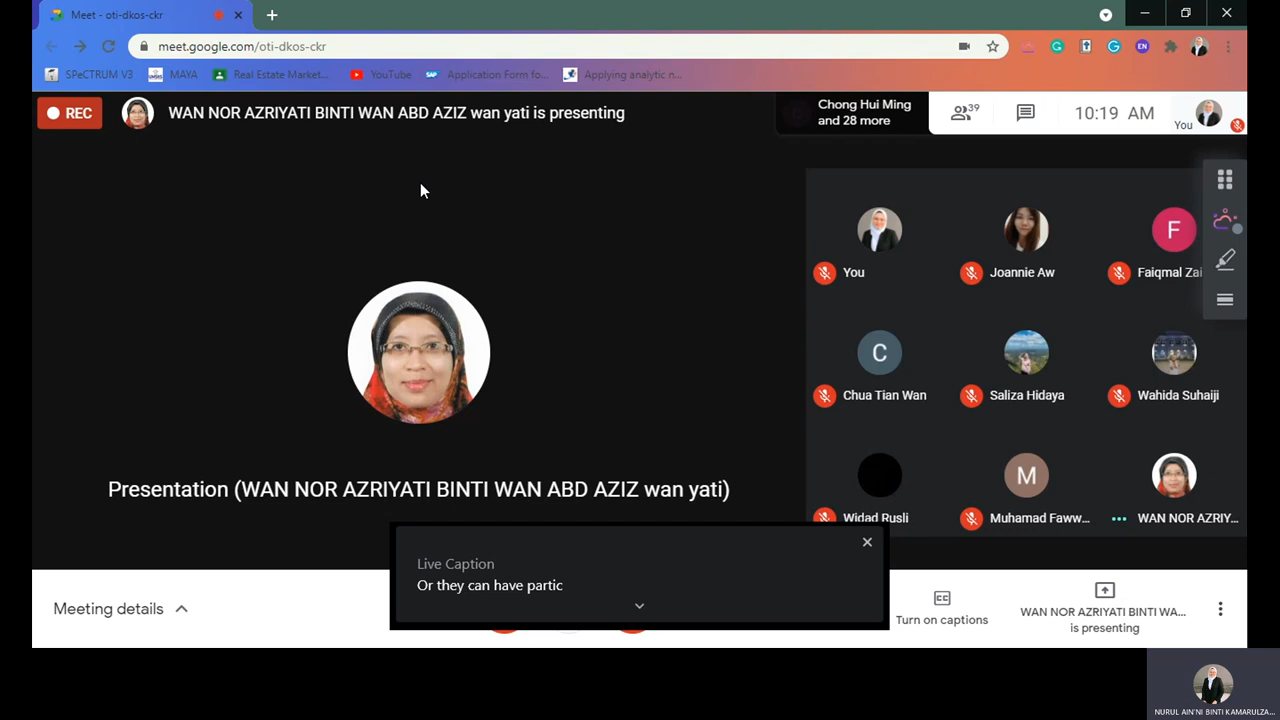 Meet - oti-dkos-ckr
meet.google.com/oti-dkos-ckr
EN
SPeCTRUM V3
MAYA
Real Estate Market...
YouTube
SAP
Application Form fo...
Applying analytic n...
REC
WAN NOR AZRIYATI BINTI WAN ABD AZIZ wan yati is presenting
Chong Hui Ming
and 28 more
39
10:19 AM
You
F
You
Joannie Aw
Faiqmal Zai
C
Chua Tian Wan
Saliza Hidaya
Wahida Suhaiji
M
Widad Rusli
Muhamad Faww...
WAN NOR AZRIY...
Presentation (WAN NOR AZRIYATI BINTI WAN ABD AZIZ wan yati)
Live Caption
Or they can have partic
Meeting details
CC
Turn on captions
WAN NOR AZRIYATI BINTI WA...
is presenting
NURUL AIN'NI BINTI KAMARULZA...